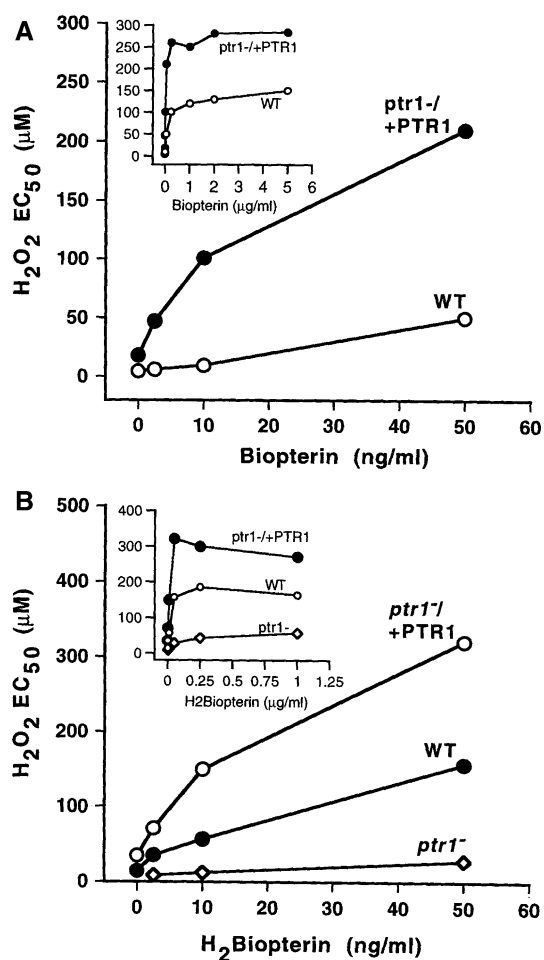 A
300
250
200
150
100
50
0
H2O2 EC50 (μM)
300
250
200
150
100
50
0
ptr1-/+PTR1
WT
0 1 2 3 4 5 6
Biopterin (μg/ml)
ptr1-/
+PTR1
WT
0 10 20 30 40 50 60
Biopterin (ng/ml)
B
500
400
300
200
100
0
H2O2 EC50 (μM)
400
300
200
100
0
ptr1-/+PTR1
WT
ptr1-
0 0.25 0.5 0.75 1 1.25
H2Biopterin (μg/ml)
ptr1-/
+PTR1
WT
ptr1-
0 10 20 30 40 50 60
H2Biopterin (ng/ml)